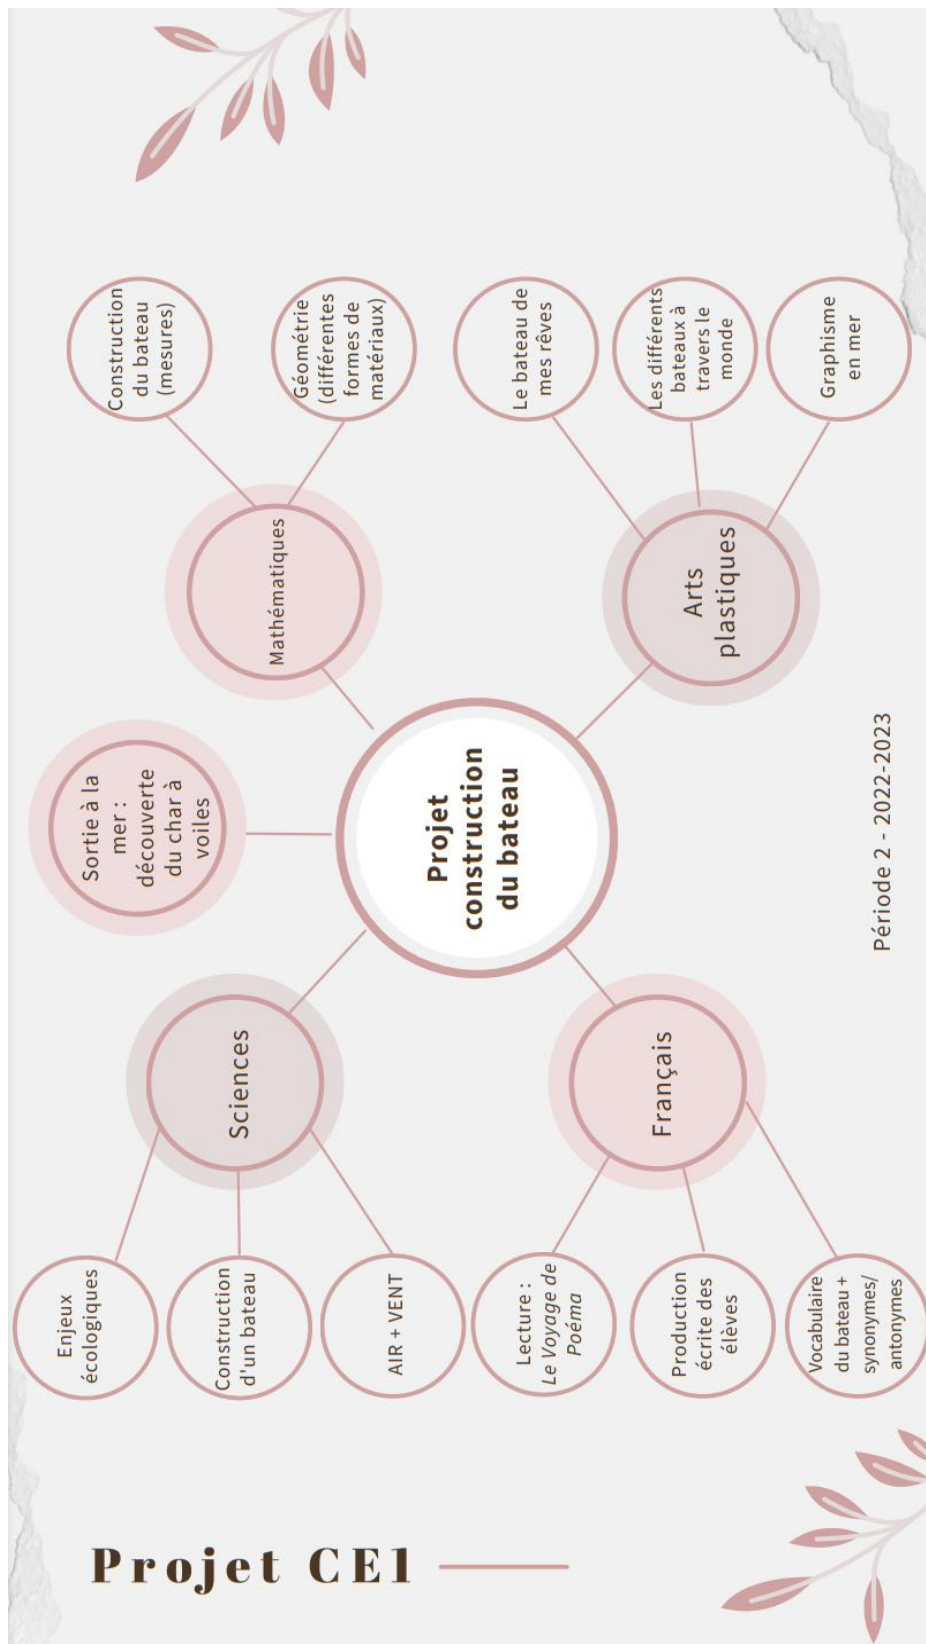 Projet CE1
Enjeux
écologiques
Construction
d'un bateau
AIR + VENT
Sciences
Sortie à la
mer :
découverte
du char à
voiles
Mathématiques
Construction
du bateau
(mesures)
Géométrie
(différentes
formes de
matériaux)
Projet
construction
du bateau
Lecture :
Le Voyage de
Poéma
Production
écrite des
élèves
Vocabulaire
du bateau +
synonymes/
antonymes
Français
Arts
plastiques
Le bateau de
mes rêves
Les différents
bateaux à
travers le
monde
Graphisme
en mer
Période 2 - 2022-2023